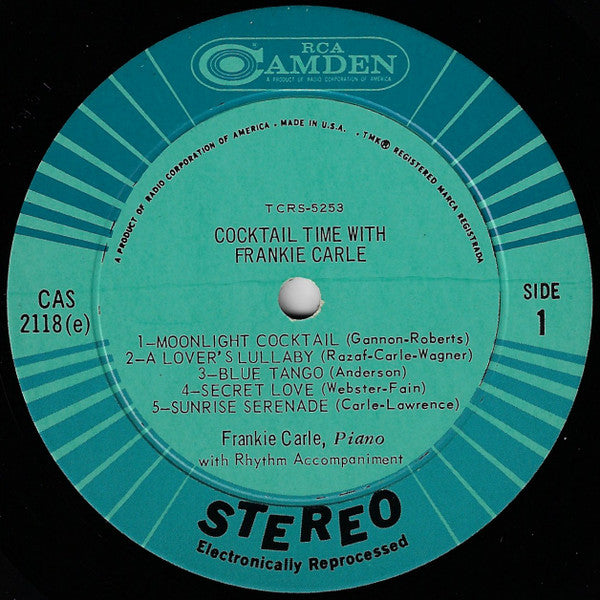 RCA
CAMDEN
A PRODUCT OF RADIO CORPORATION OF AMERICA
A PRODUCT OF RADIO CORPORATION OF AMERICA - MADE IN U.S.A. - TMK ® REGISTERED MARCA REGISTRADA
TCRS-5253
COCKTAIL TIME WITH
FRANKIE CARLE
CAS
2118(e)
SIDE
1
1–MOONLIGHT COCKTAIL (Gannon-Roberts)
2–A LOVER'S LULLABY (Razaf-Carle-Wagner)
3–BLUE TANGO (Anderson)
4–SECRET LOVE (Webster-Fain)
5–SUNRISE SERENADE (Carle-Lawrence)
Frankie Carle, Piano
with Rhythm Accompaniment
STEREO
Electronically Reprocessed